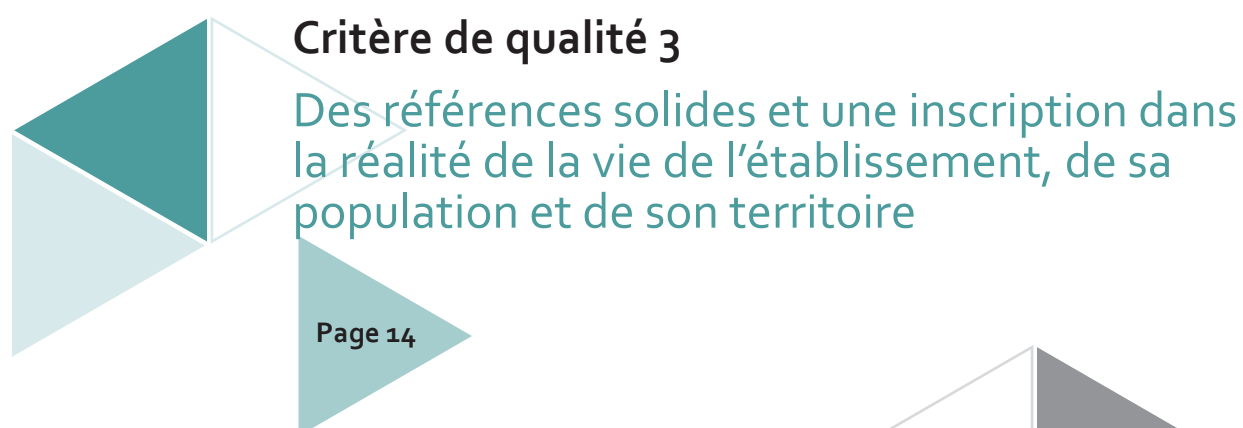 Critère de qualité 3
Des références solides et une inscription dans
la réalité de la vie de l’établissement, de sa
population et de son territoire
Page 14